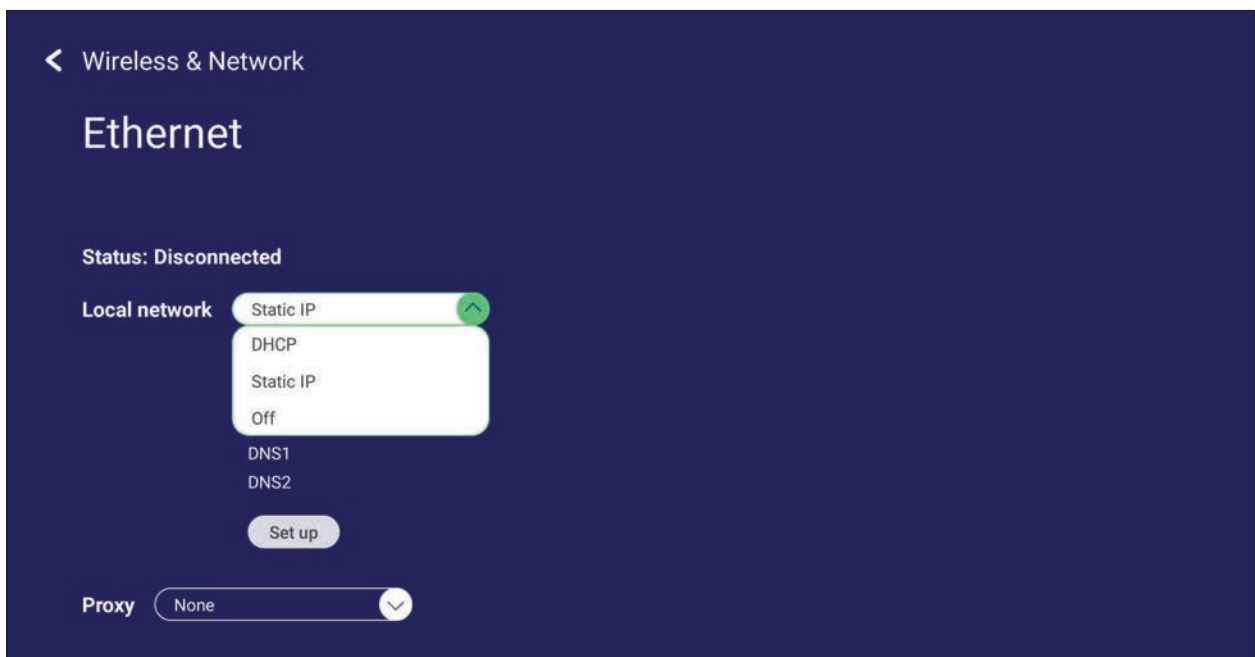 Wireless & Network
Ethernet
Status: Disconnected
Local network Static IP
DHCP
Static IP
Off
DNS1
DNS2
Set up
Proxy None